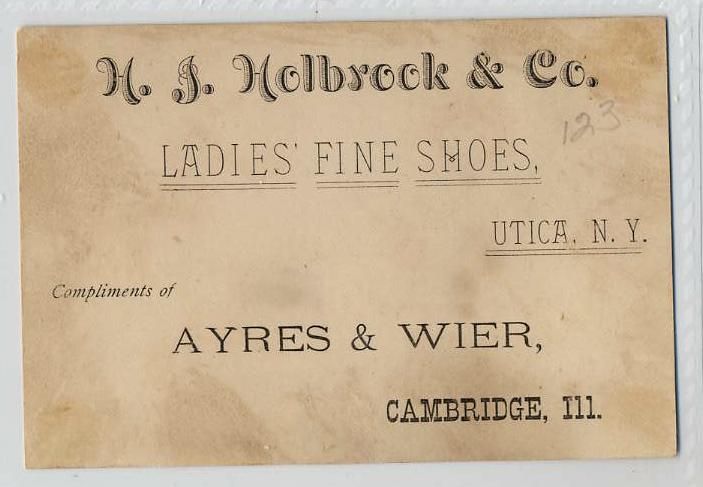 H. J. Holbrook & Co.
123
LADIES' FINE SHOES,
UTICA, N. Y.
Compliments of
AYRES & WIER,
CAMBRIDGE, Ill.